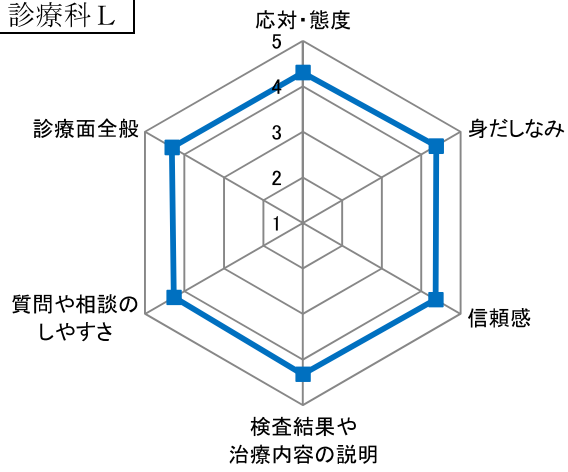 診療科L
応対・態度
5
4
3
2
1
身だしなみ
信頼感
検査結果や
治療内容の説明
質問や相談の
しやすさ
診療面全般